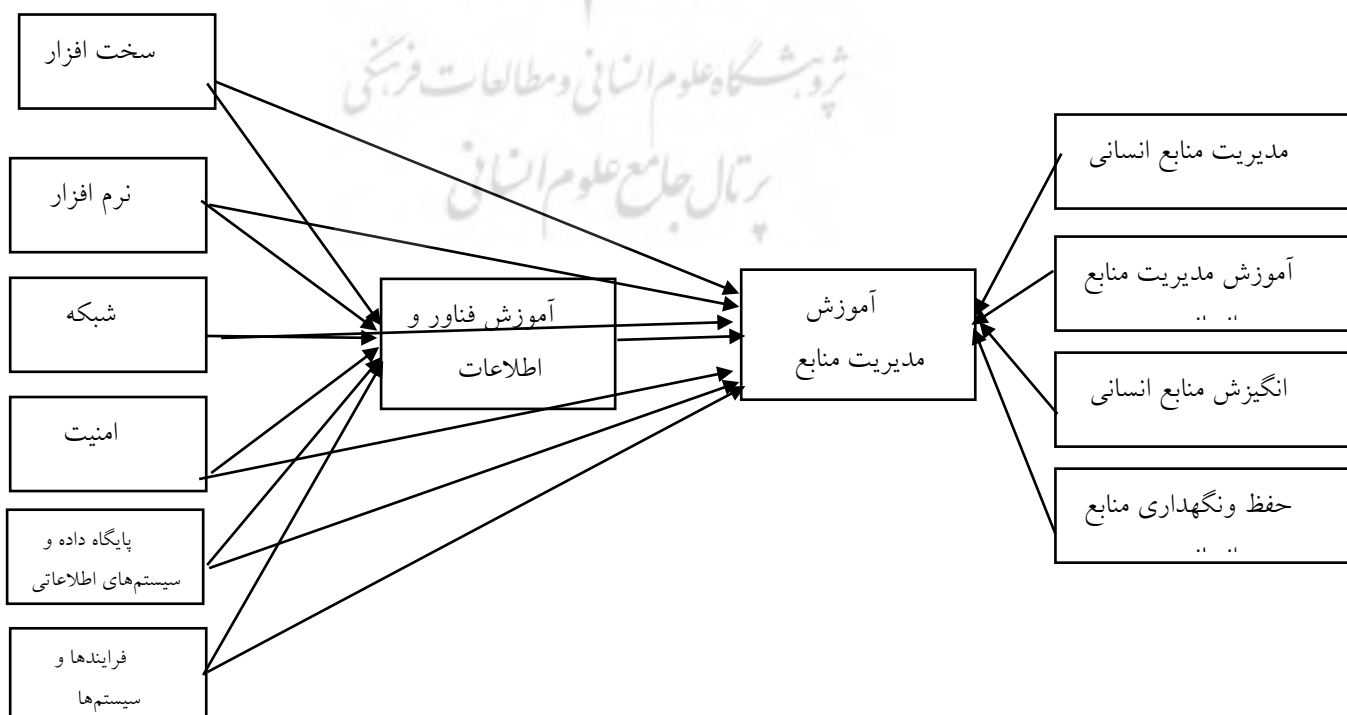 پژوهشگاه علوم انسانی و مطالعات فرهنگی
پرتال جامع علوم انسانی
سخت افزار
نرم افزار
شبکه
امنیت
پایگاه داده و
سیستم‌های اطلاعاتی
فرایندها و
سیستم‌ها
آموزش فناور و
اطلاعات
آموزش
مدیریت منابع
مدیریت منابع انسانی
آموزش مدیریت منابع
انگیزش منابع انسانی
حفظ ونگهداری منابع